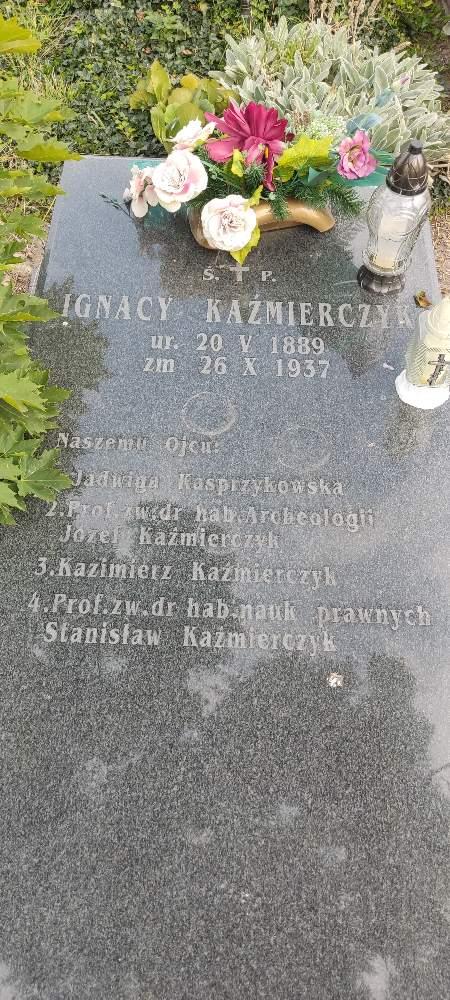 Ś. P.
IGNACY KAŹMIERCZYK
ur. 20 V 1889
zm 26 X 1937
Naszemu Ojcu:
Jadwiga Kasprzykowska
2.Prof.zw.dr hab.Archeologii
Józef Kaźmierczyk
3.Kazimierz Kaźmierczyk
4.Prof.zw.dr hab.nauk prawnych
Stanisław Kaźmierczyk